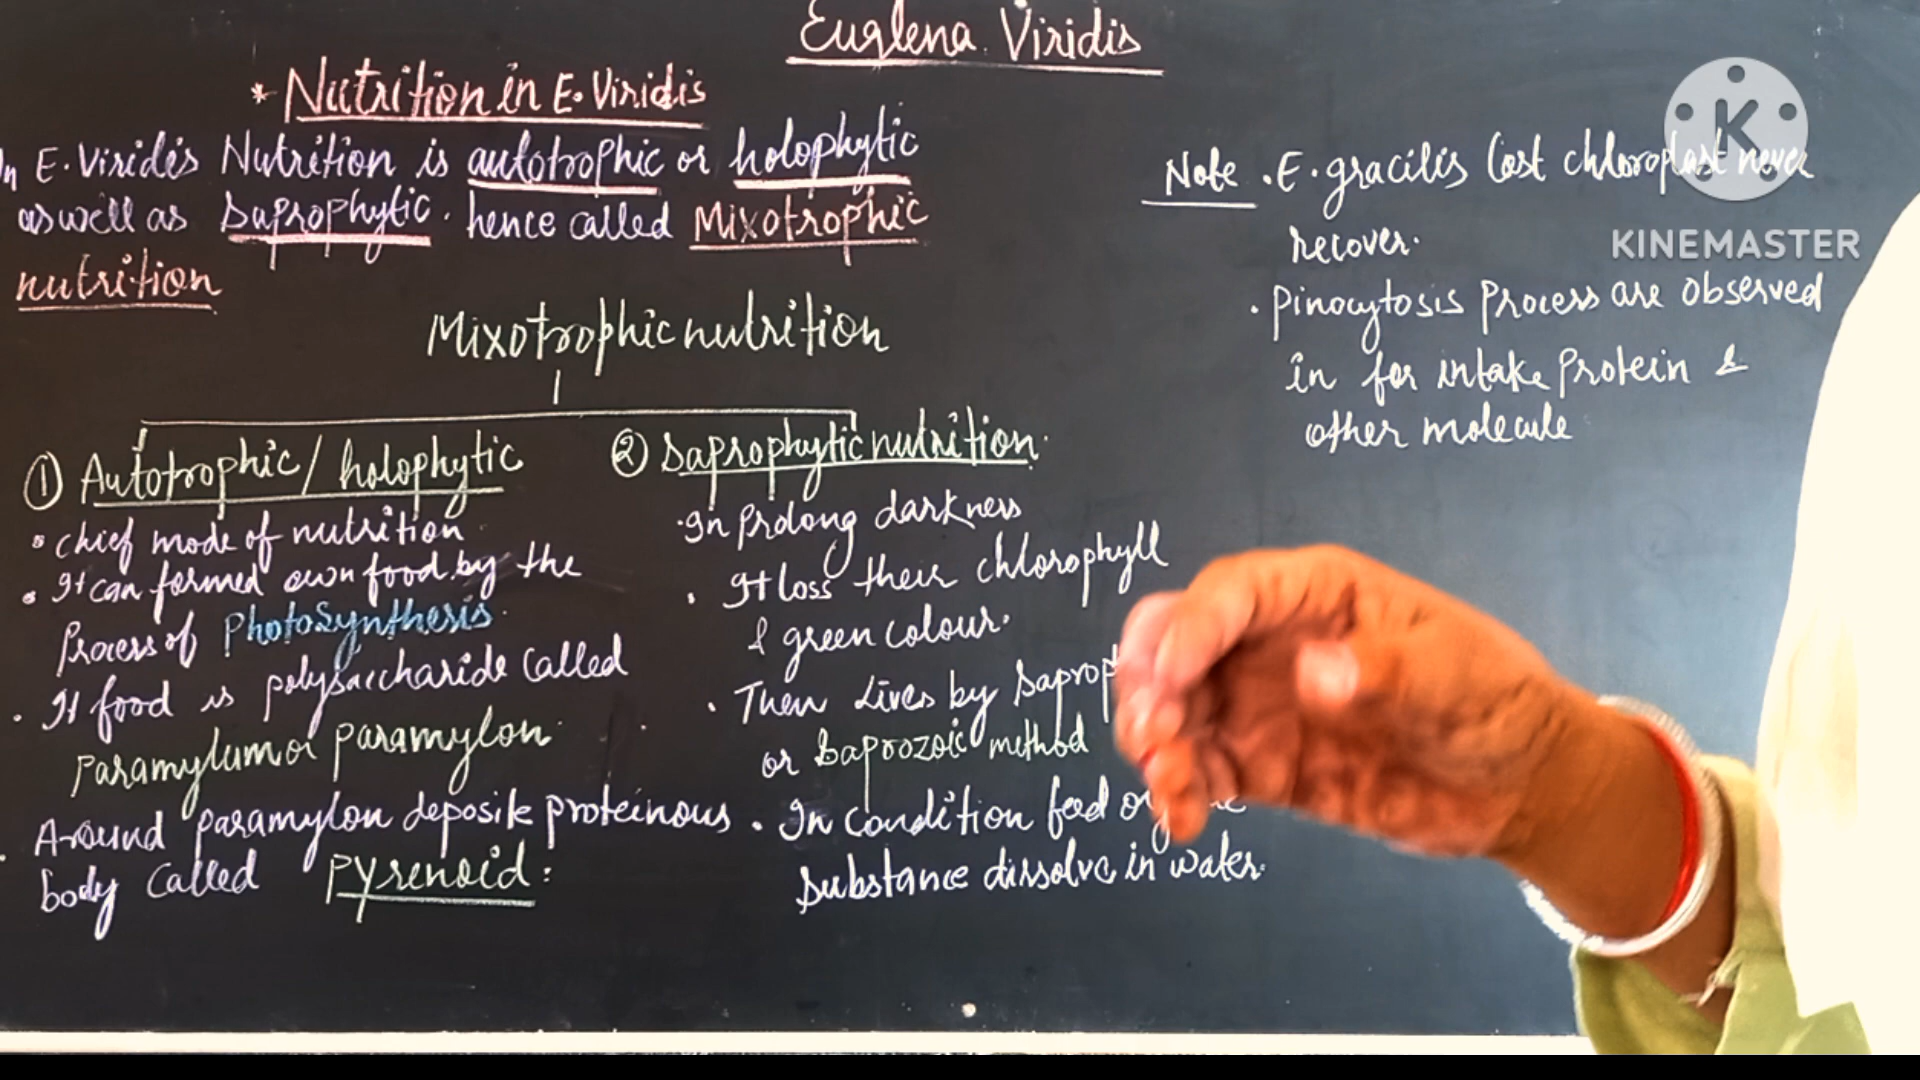 Euglena. Viridis
* Nutrition in E. Viridis
In E. Viridis Nutrition is autotrophic or holophytic
as well as Saprophytic. hence called Mixotrophic
nutrition
Mixotrophic nutrition
① Autotrophic / holophytic
• chief mode of nutrition
• It can formed own food by the
Process of Photosynthesis.
• It food is polysaccharide called
Paramylum or paramylon.
• Around paramylon deposite proteinous
body called Pyrenoid:
② Saprophytic nutrition.
• In Prolong darkness
• It loss their chlorophyll
& green colour.
• Then Lives by Saprop
or Saprozoic method
• In condition feed
substance dissolve in water.
Note • E. gracilis lost chloroplast never
recover.
• Pinocytosis Process are observed
in for intake Protein &
other molecule
K
KINEMASTER